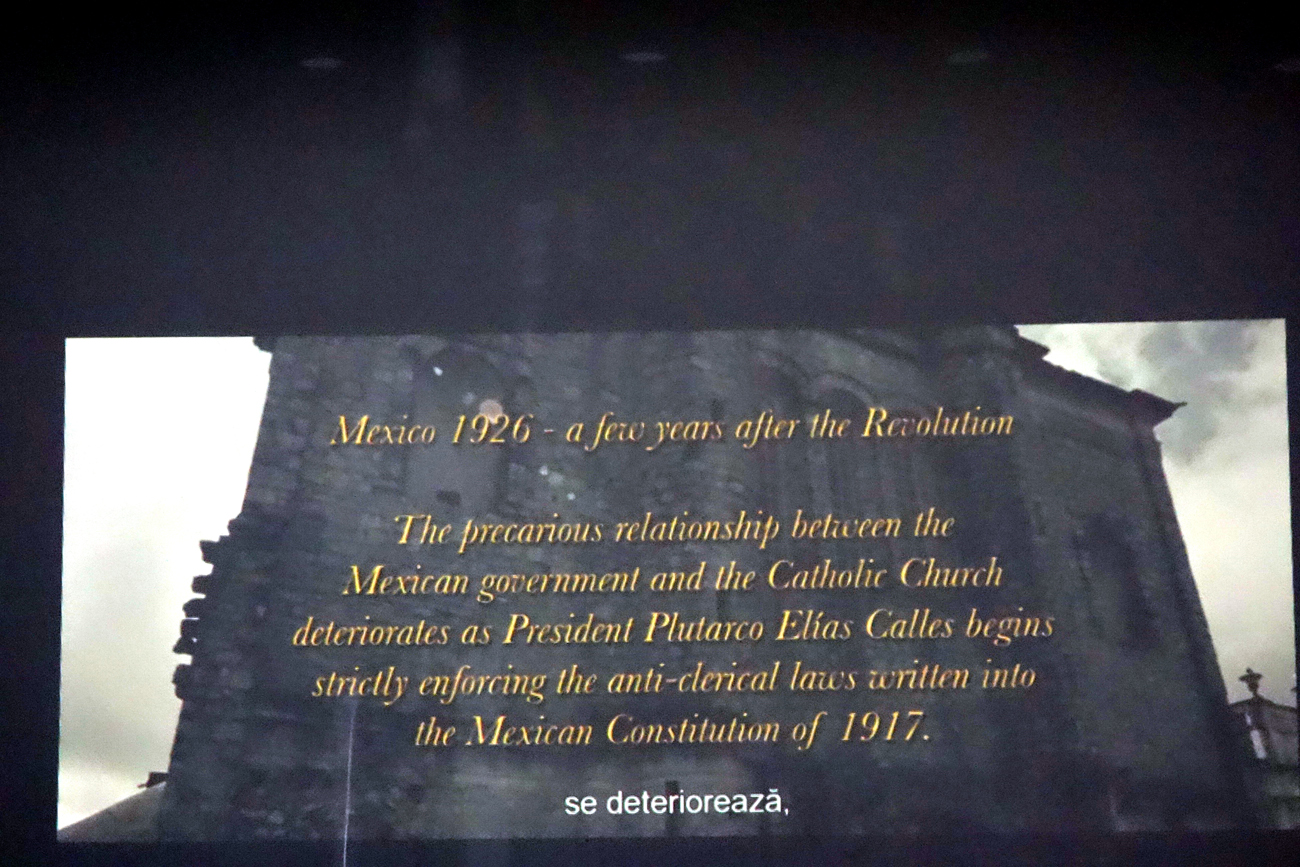 Mexico 1926 - a few years after the Revolution
The precarious relationship between the
Mexican government and the Catholic Church
deteriorates as President Plutarco Elías Calles begins
strictly enforcing the anti-clerical laws written into
the Mexican Constitution of 1917.
se deteriorează,